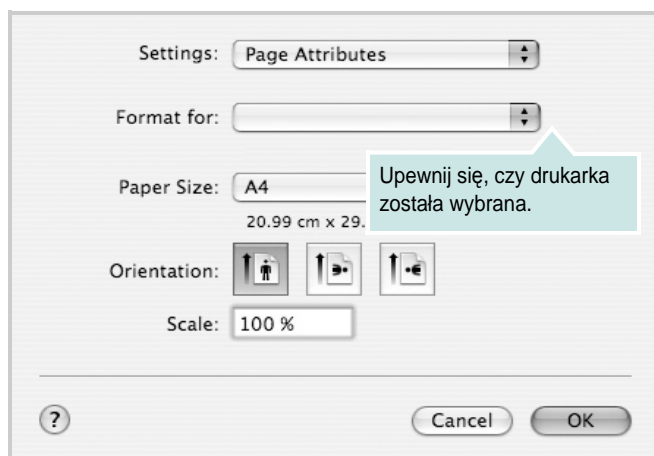 Settings: Page Attributes
Format for:
Upewnij się, czy drukarka
została wybrana.
Paper Size: A4
20.99 cm x 29.
Orientation:
Scale: 100 %
? Cancel OK